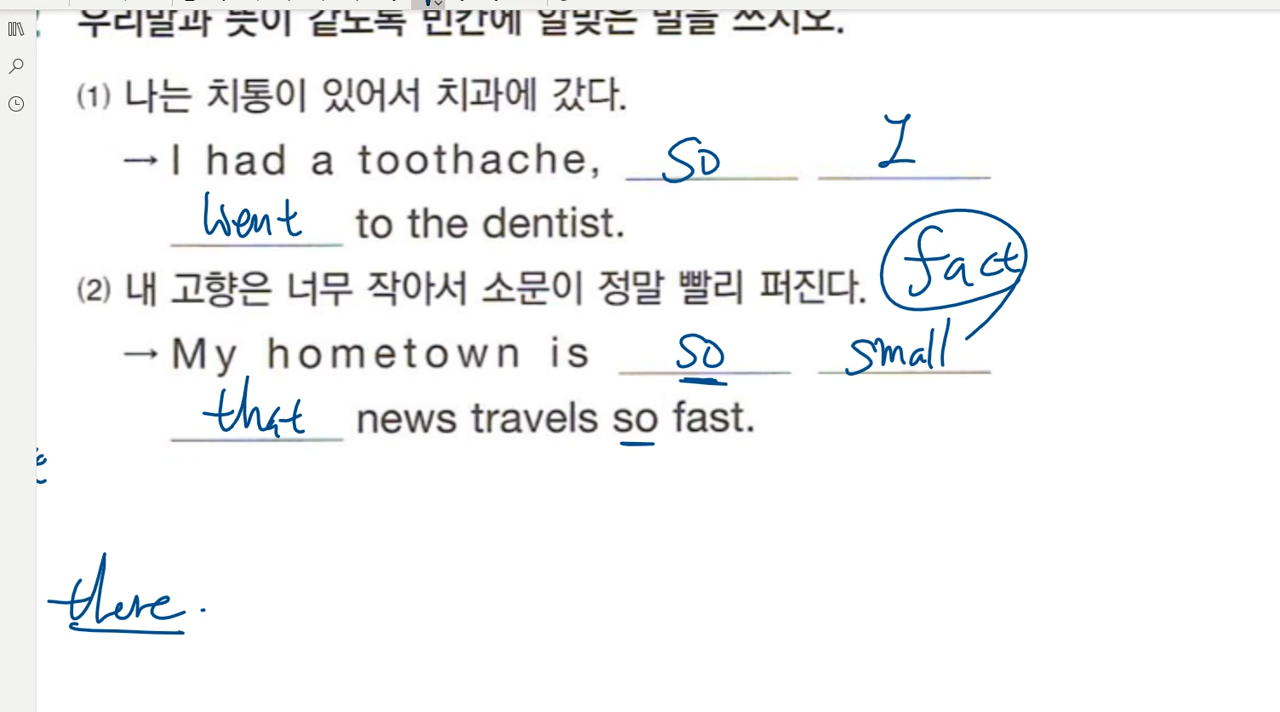 우리말과 뜻이 같도록 빈칸에 알맞은 말을 쓰시오.
(1) 나는 치통이 있어서 치과에 갔다.
→ I had a toothache, so I
went to the dentist.
(2) 내 고향은 너무 작아서 소문이 정말 빨리 퍼진다. fact
→ My hometown is so small
that news travels so fast.
there.